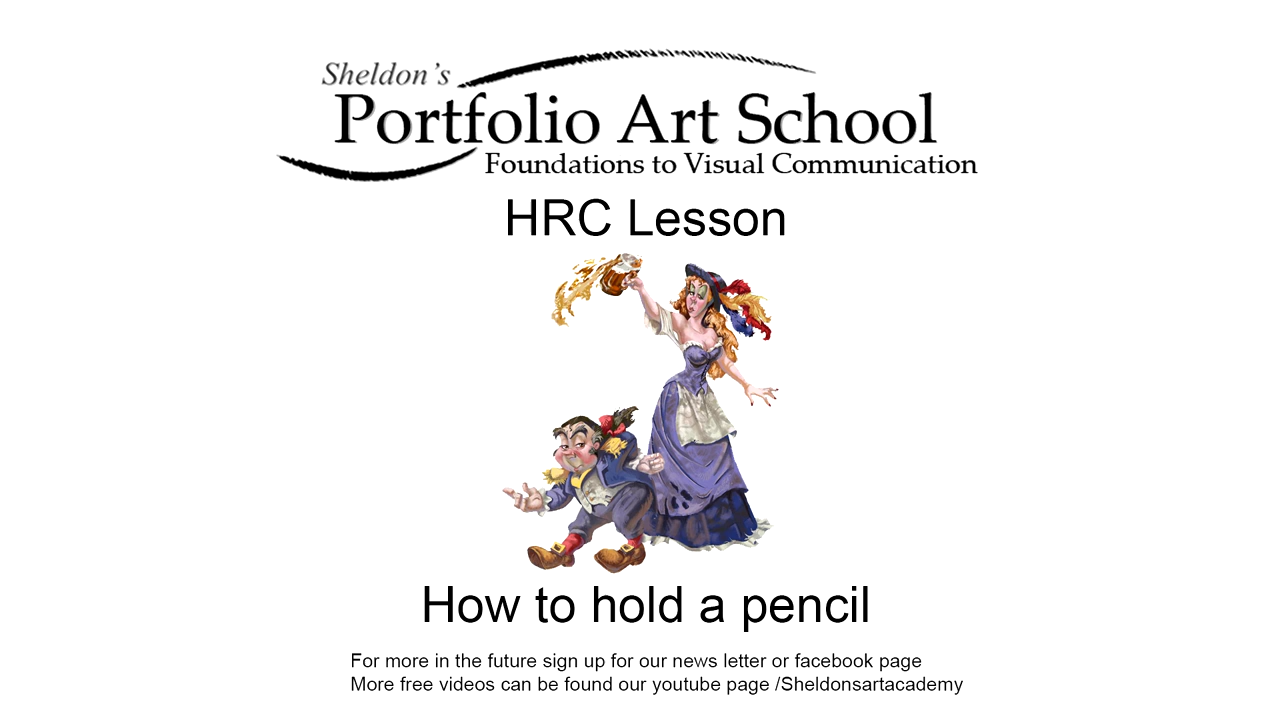 Sheldon's
Portfolio Art School
Foundations to Visual Communication
HRC Lesson
How to hold a pencil
For more in the future sign up for our news letter or facebook page
More free videos can be found our youtube page /Sheldonsartacademy